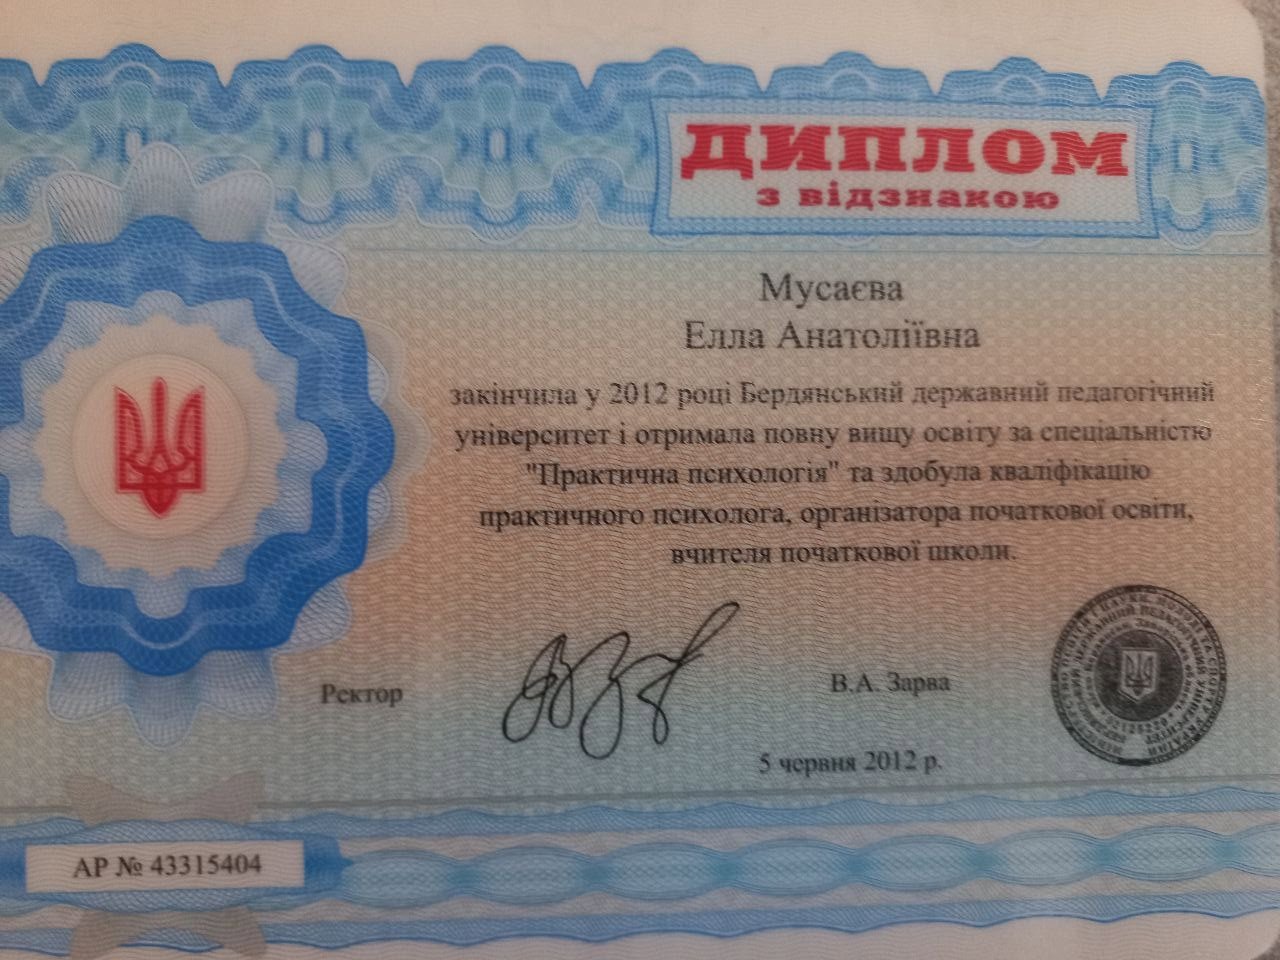 ДИПЛОМ
з відзнакою
Мусаєва
Елла Анатоліївна
закінчила у 2012 році Бердянський державний педагогічний
університет і отримала повну вищу освіту за спеціальністю
"Практична психологія" та здобула кваліфікацію
практичного психолога, організатора початкової освіти,
вчителя початкової школи.
Ректор
В.А. Зарва
5 червня 2012 р.
АР № 43315404